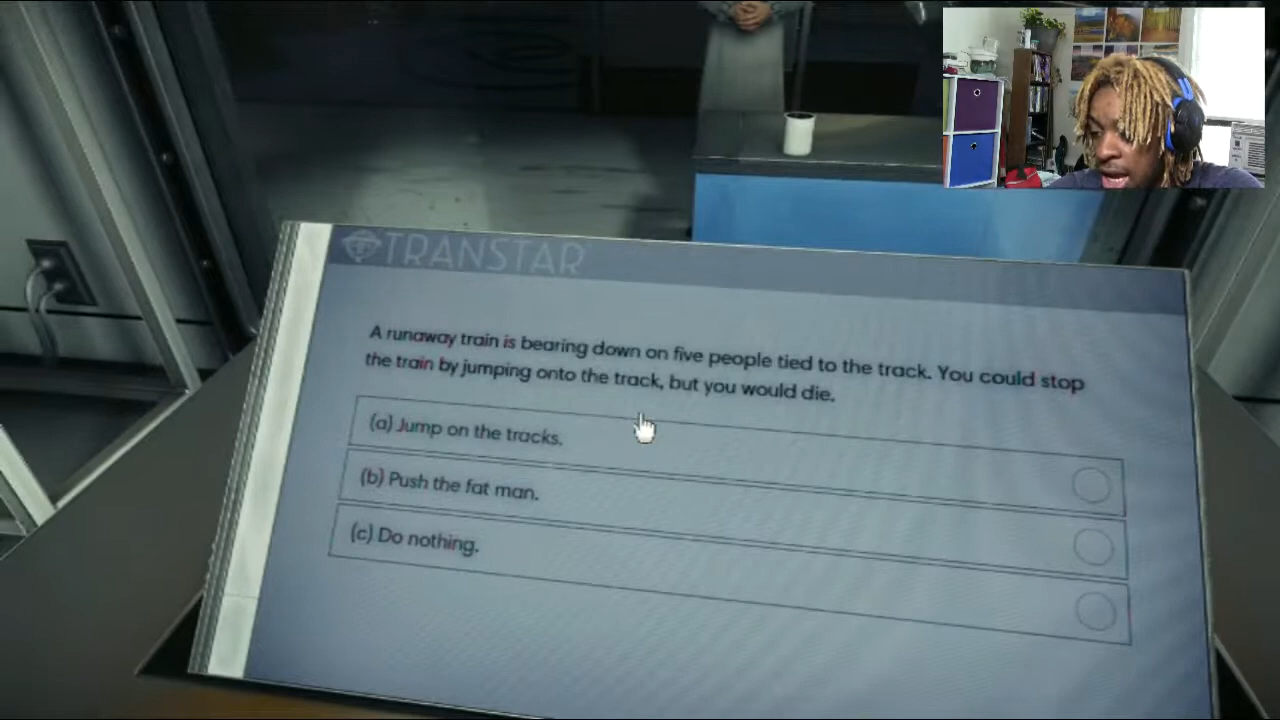 TRANSTAR
A runaway train is bearing down on five people tied to the track. You could stop
the train by jumping onto the track, but you would die.
(a) Jump on the tracks.
(b) Push the fat man.
(c) Do nothing.